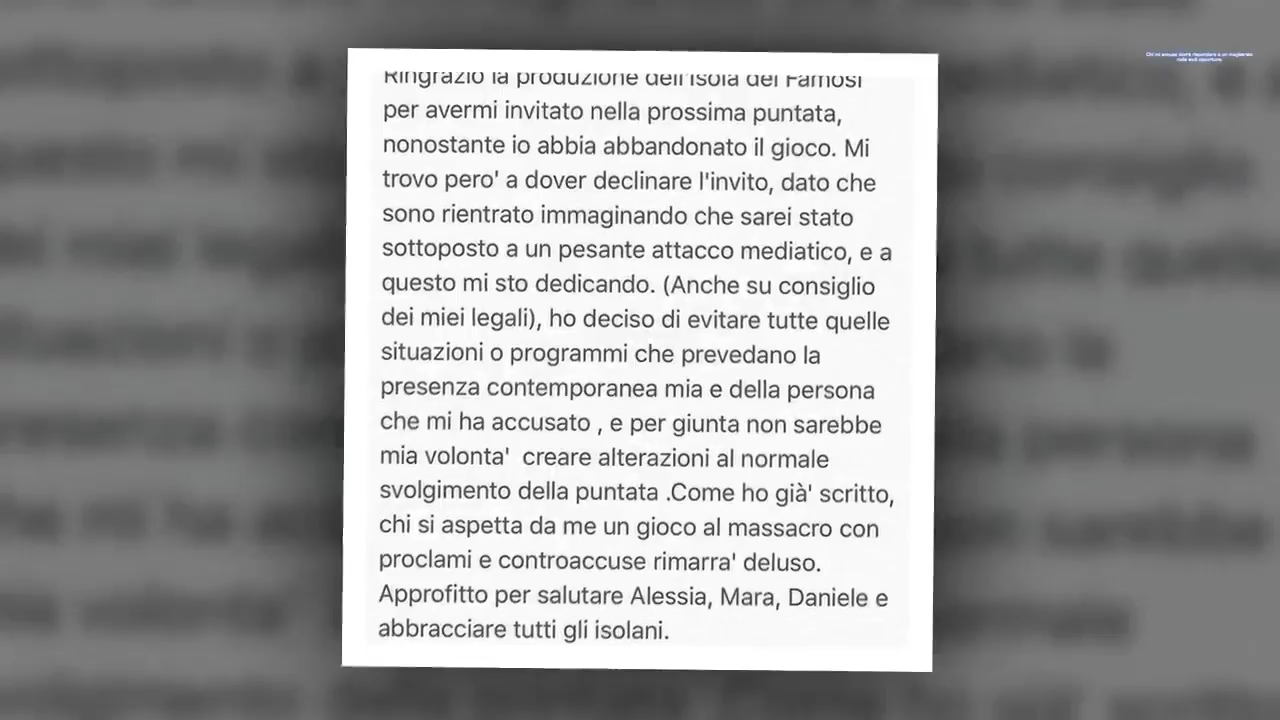 Ringrazio la produzione dell'Isola dei Famosi
per avermi invitato nella prossima puntata,
nonostante io abbia abbandonato il gioco. Mi
trovo pero' a dover declinare l'invito, dato che
sono rientrato immaginando che sarei stato
sottoposto a un pesante attacco mediatico, e a
questo mi sto dedicando. (Anche su consiglio
dei miei legali), ho deciso di evitare tutte quelle
situazioni o programmi che prevedano la
presenza contemporanea mia e della persona
che mi ha accusato , e per giunta non sarebbe
mia volonta'  creare alterazioni al normale
svolgimento della puntata .Come ho già' scritto,
chi si aspetta da me un gioco al massacro con
proclami e controaccuse rimarra' deluso.
Approfitto per salutare Alessia, Mara, Daniele e
abbracciare tutti gli isolani.